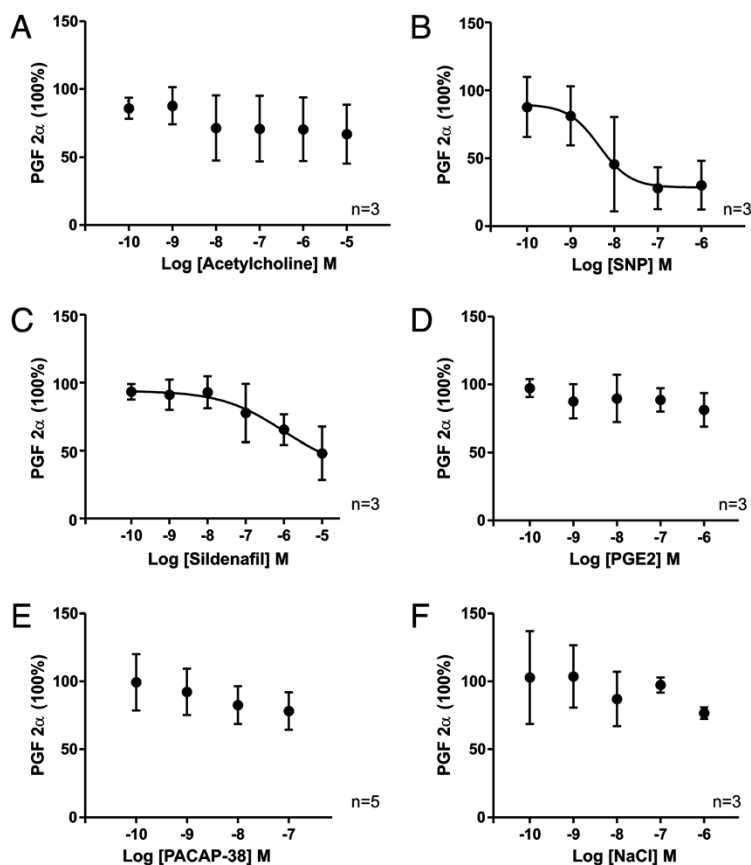 A
PGF 2α (100%)
150
100
50
0
-10 -9 -8 -7 -6 -5
Log [Acetylcholine] M
n=3
B
PGF 2α (100%)
150
100
50
0
-10 -9 -8 -7 -6
Log [SNP] M
n=3
C
PGF 2α (100%)
150
100
50
0
-10 -9 -8 -7 -6 -5
Log [Sildenafil] M
n=3
D
PGF 2α (100%)
150
100
50
0
-10 -9 -8 -7 -6
Log [PGE2] M
n=3
E
PGF 2α (100%)
150
100
50
0
-10 -9 -8 -7
Log [PACAP-38] M
n=5
F
PGF 2α (100%)
150
100
50
0
-10 -9 -8 -7 -6
Log [NaCl] M
n=3